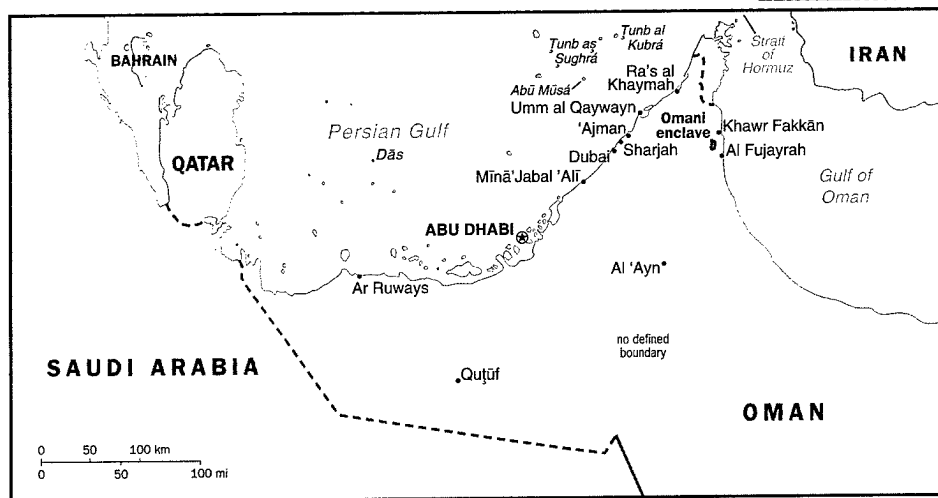 BAHRAIN
QATAR
Persian Gulf
Dās
Ţunb aş
Şughrá
Ţunb al
Kubrá
Abū Mūsá
Strait
of
Hormuz
IRAN
Ra's al
Khaymah
Umm al Qaywayn
'Ajman
Omani
enclave
Khawr Fakkān
Dubai
Sharjah
Al Fujayrah
Mīnā'Jabal 'Alī
Gulf of
Oman
ABU DHABI
Al 'Ayn
Ar Ruways
no defined
boundary
SAUDI ARABIA
Quţūf
OMAN
0 50 100 km
0 50 100 mi